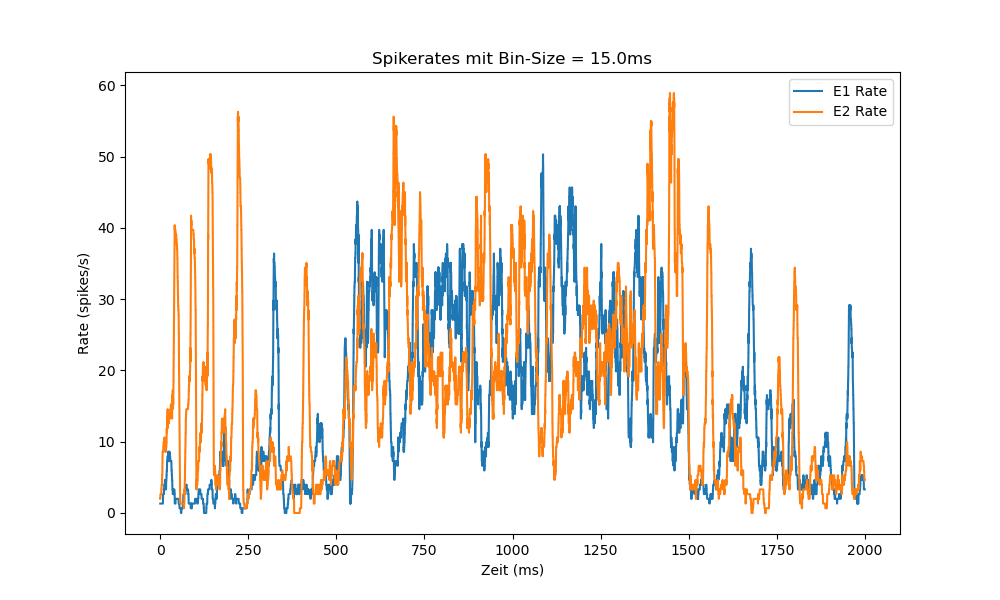 Spikerates mit Bin-Size = 15.0ms
E1 Rate
E2 Rate
Rate (spikes/s)
60
50
40
30
20
10
0
0 250 500 750 1000 1250 1500 1750 2000
Zeit (ms)